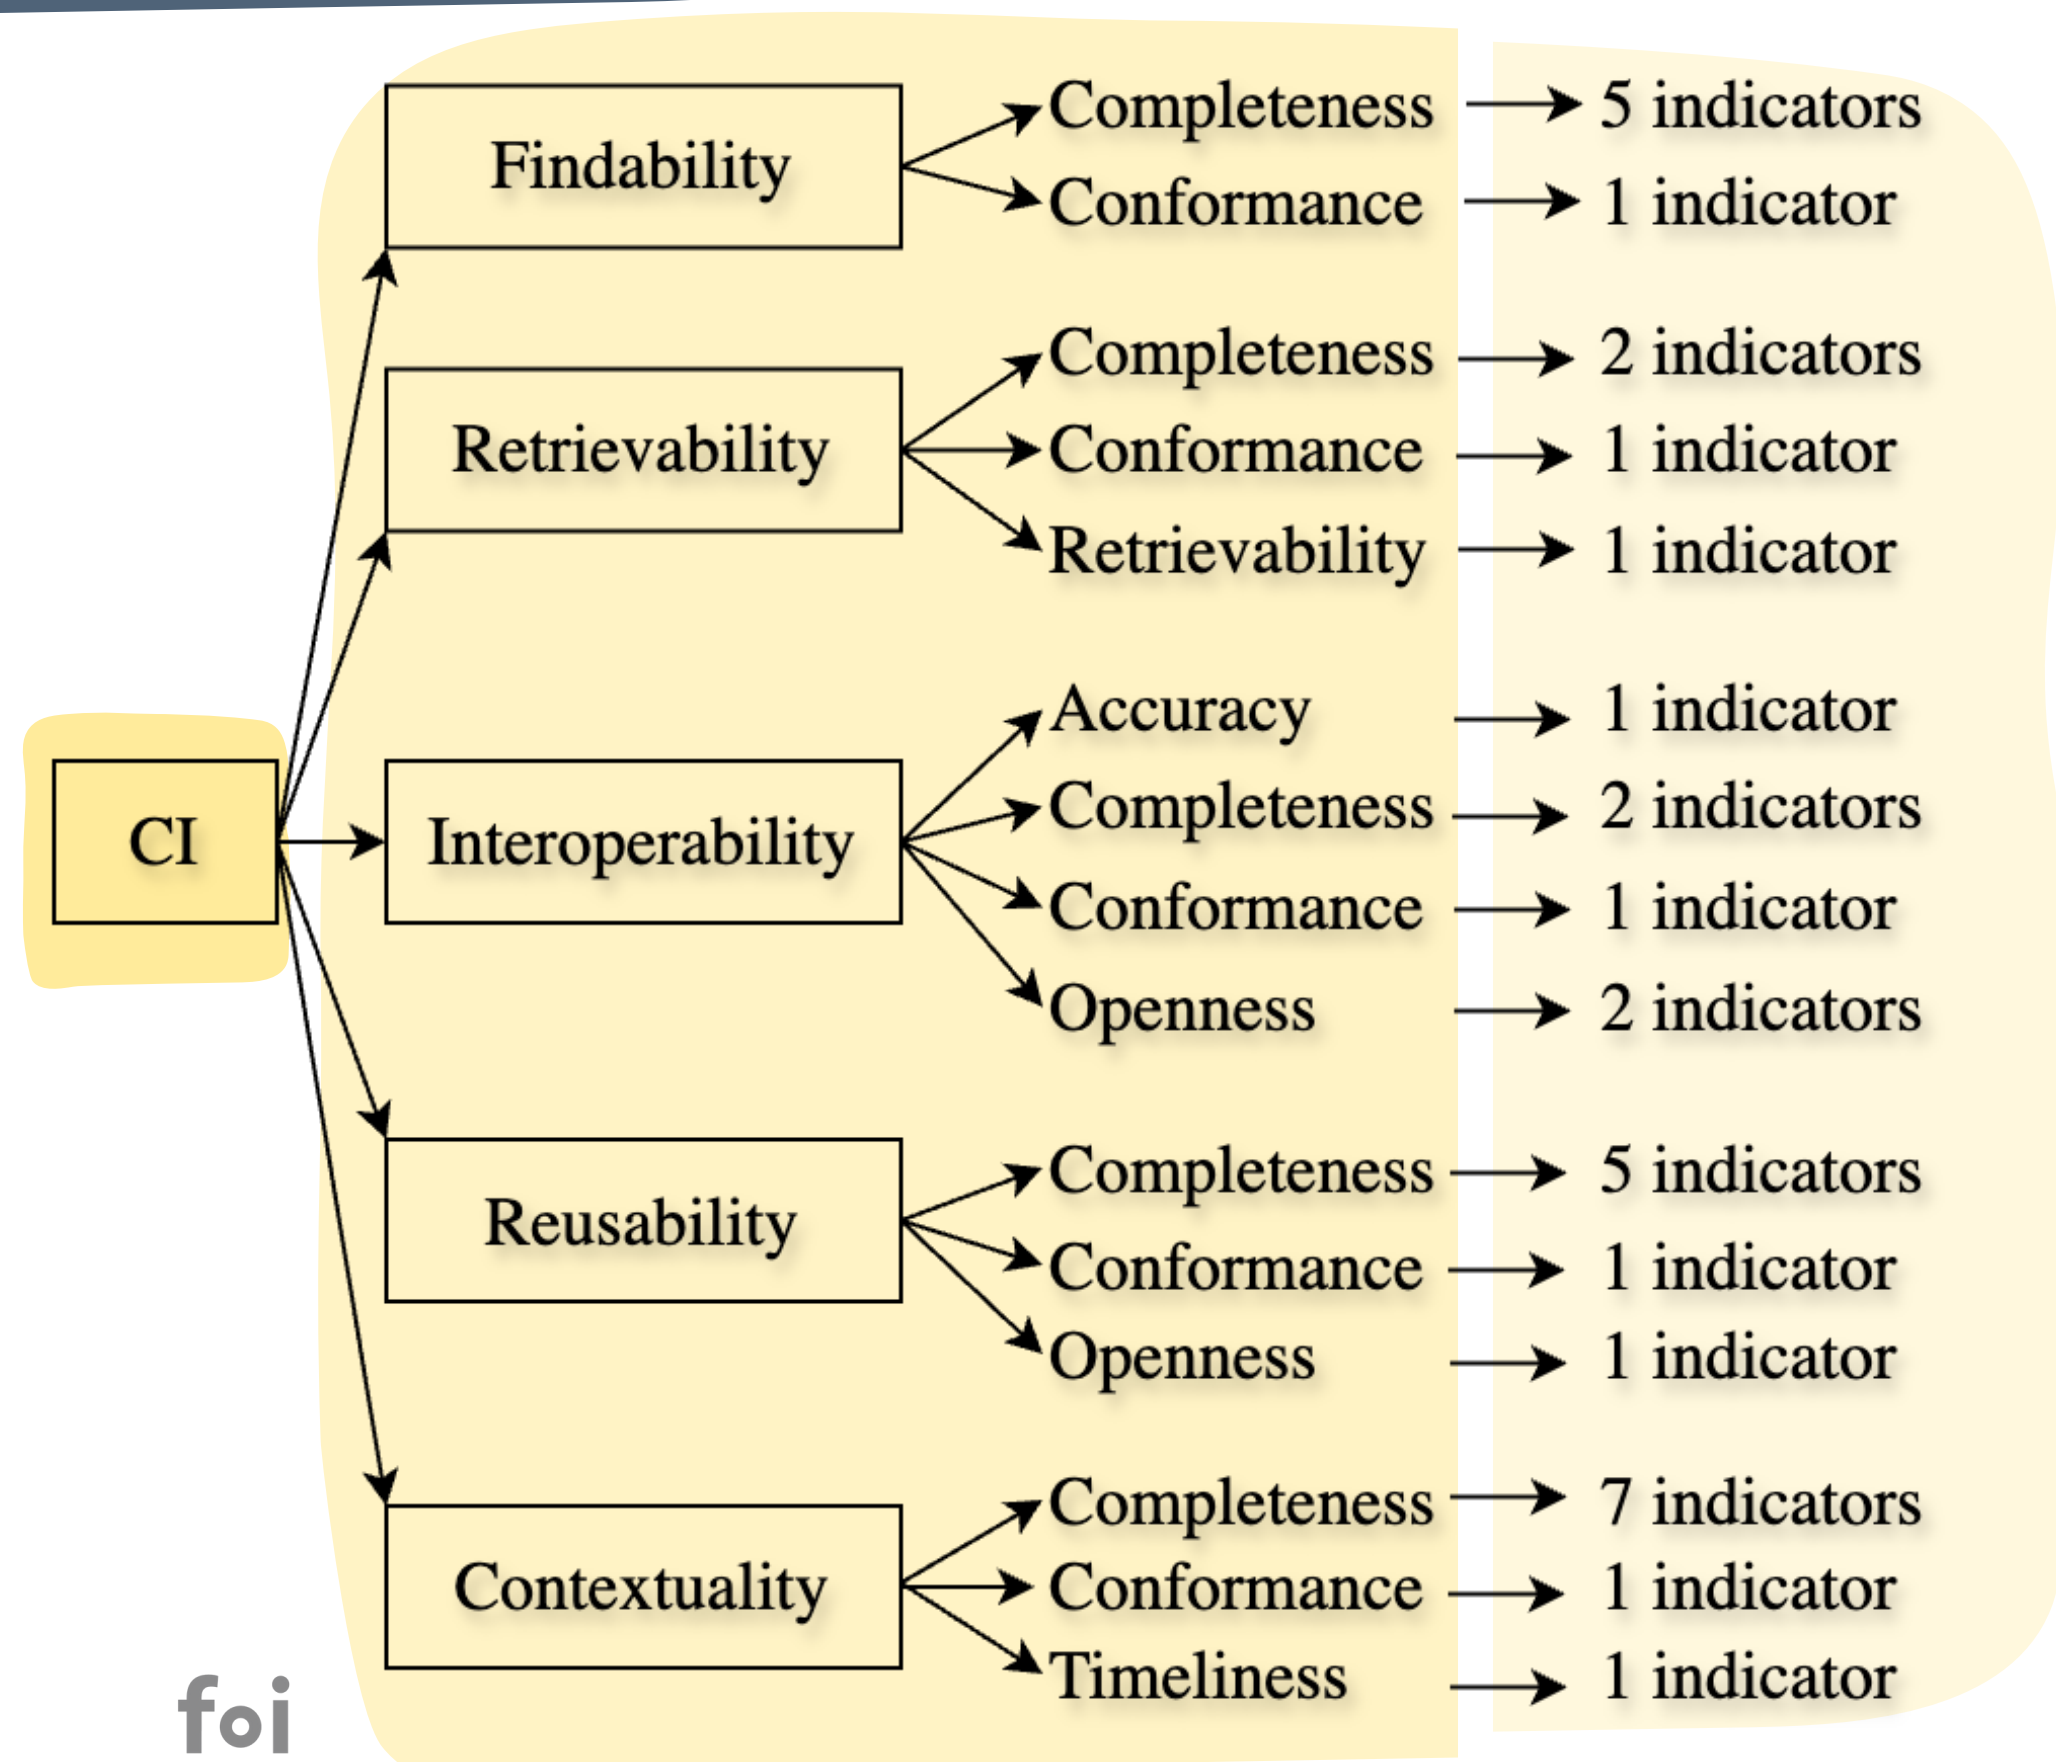 Findability
Completeness 5 indicators
Conformance 1 indicator
Retrievability
Completeness 2 indicators
Conformance 1 indicator
Retrievability 1 indicator
CI
Interoperability
Accuracy 1 indicator
Completeness 2 indicators
Conformance 1 indicator
Openness 2 indicators
Reusability
Completeness 5 indicators
Conformance 1 indicator
Openness 1 indicator
Contextuality
Completeness 7 indicators
Conformance 1 indicator
Timeliness 1 indicator
foi